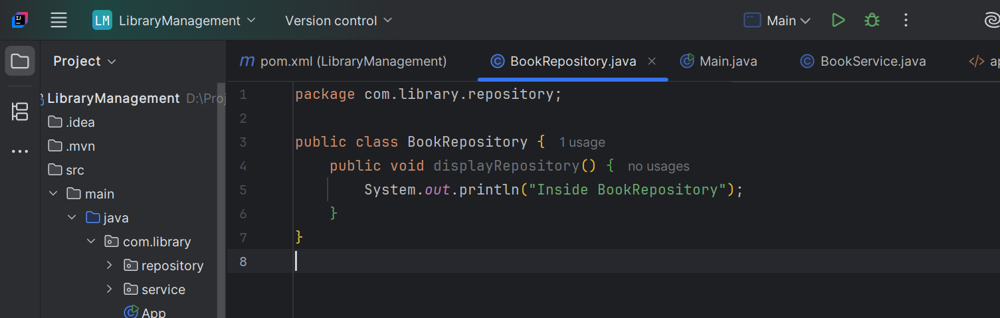 LM LibraryManagement Version control Main
Project
pom.xml (LibraryManagement) BookRepository.java Main.java BookService.java
LibraryManagement D:\Proj
.idea
.mvn
src
main
java
com.library
repository
service
App
1 package com.library.repository;
2
3 public class BookRepository { 1 usage
4 public void displayRepository() { no usages
5 System.out.println("Inside BookRepository");
6 }
7 }
8